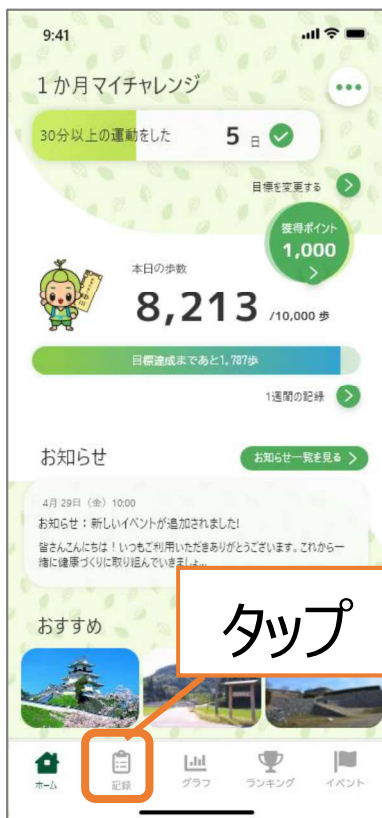 9:41
1か月マイチャレンジ
30分以上の運動をした 5 日
目標を変更する
獲得ポイント
1,000
本日の歩数
8,213 /10,000 歩
目標達成まであと1,787歩
1週間の記録
お知らせ
お知らせ一覧を見る
4月 29日（金）10:00
お知らせ：新しいイベントが追加されました!
皆さんこんにちは！いつもご利用いただきありがとうございます。これから一
緒に健康づくりに取り組んでいきましょ...
タップ
おすすめ
ホーム
記録
グラフ
ランキング
イベント